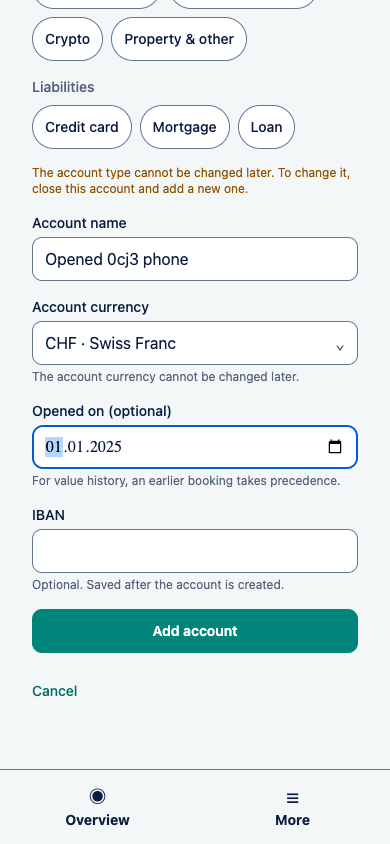 Crypto
Property & other
Liabilities
Credit card
Mortgage
Loan
The account type cannot be changed later. To change it,
close this account and add a new one.
Account name
Opened 0cj3 phone
Account currency
CHF · Swiss Franc
The account currency cannot be changed later.
Opened on (optional)
01.01.2025
For value history, an earlier booking takes precedence.
IBAN
Optional. Saved after the account is created.
Add account
Cancel
Overview
More